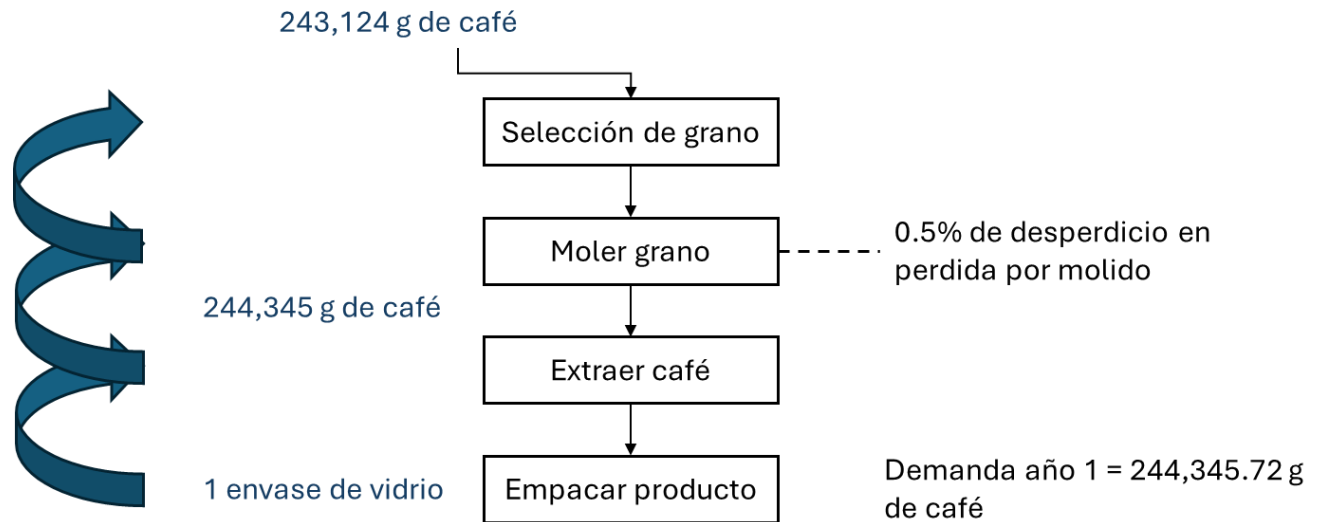 243,124 g de café
Selección de grano
Moler grano
0.5% de desperdicio en
perdida por molido
244,345 g de café
Extraer café
1 envase de vidrio
Empacar producto
Demanda año 1 = 244,345.72 g
de café